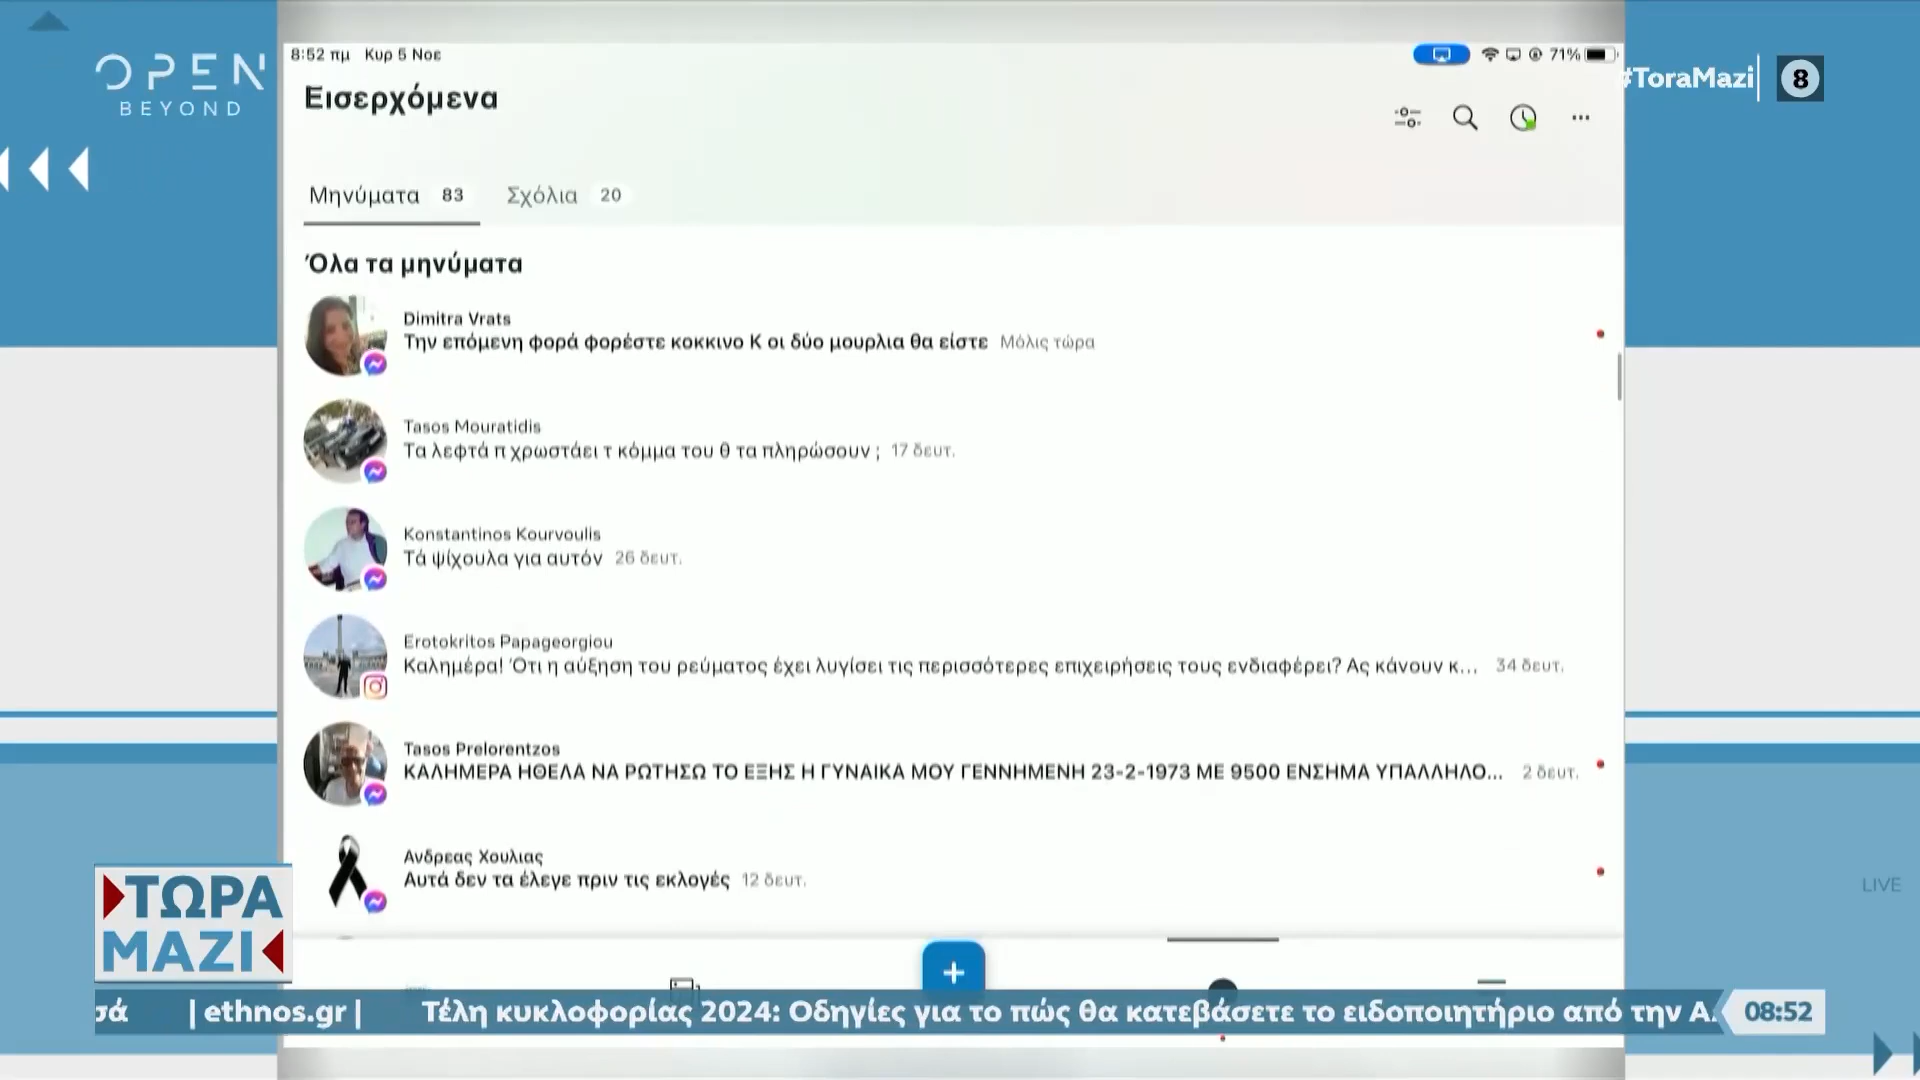 OPEN
BEYOND
8:52 πμ Κυρ 5 Νοε
71%
#ToraMazi
8
Εισερχόμενα
Μηνύματα 83 Σχόλια 20
Όλα τα μηνύματα
Dimitra Vrats
Την επόμενη φορά φορέστε κοκκινο Κ οι δύο μουρλια θα είστε Μόλις τώρα
Tasos Mouratidis
Τα λεφτά π χρωστάει τ κόμμα του θ τα πληρώσουν ; 17 δευτ.
Konstantinos Kourvoulis
Τά ψίχουλα για αυτόν 26 δευτ.
Erotokritos Papageorgiou
Καλημέρα! Ότι η αύξηση του ρεύματος έχει λυγίσει τις περισσότερες επιχειρήσεις τους ενδιαφέρει? Ας κάνουν κ... 34 δευτ.
Tasos Prelorentzos
ΚΑΛΗΜΕΡΑ ΗΘΕΛΑ ΝΑ ΡΩΤΗΣΩ ΤΟ ΕΞΗΣ Η ΓΥΝΑΙΚΑ ΜΟΥ ΓΕΝΝΗΜΕΝΗ 23-2-1973 ΜΕ 9500 ΕΝΣΗΜΑ ΥΠΑΛΛΗΛΟ... 2 δευτ.
Ανδρεας Χουλιας
Αυτά δεν τα έλεγε πριν τις εκλογές 12 δευτ.
LIVE
ΤΩΡΑ
ΜΑΖΙ
σά | ethnos.gr | Τέλη κυκλοφορίας 2024: Οδηγίες για το πώς θα κατεβάσετε το ειδοποιητήριο από την Α 08:52